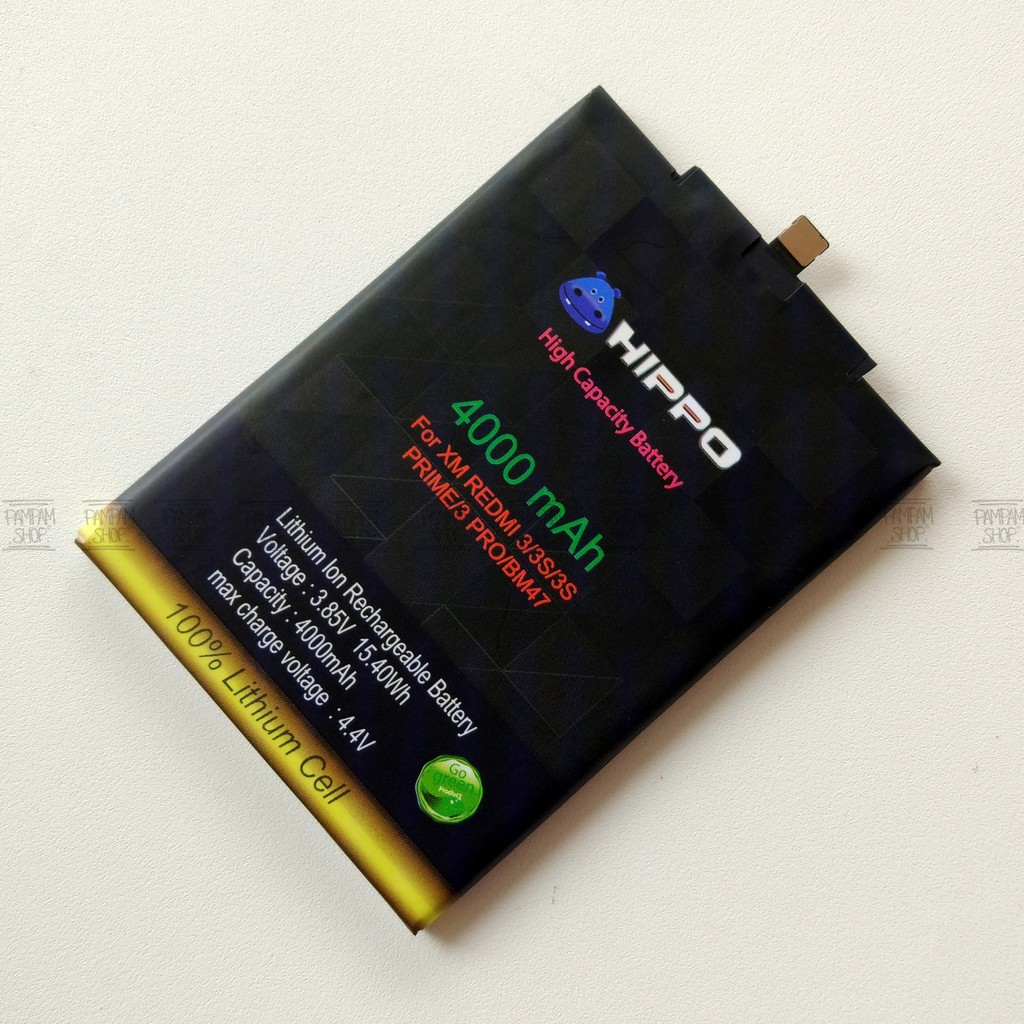 HIPPO
High Capacity Battery
4000 mAh
For XM REDMI 3/3S/3S
PRIME/3 PRO/BM47
Lithium Ion Rechargeable Battery
Voltage : 3.85V 15.40Wh
Capacity : 4000mAh
max charge voltage : 4.4V
Go
green
Product
100% Lithium Cell
PAMPAM
SHOP
PAMPAM
SHOP
PAMPAM
SHOP
PAMPAM
SHOP